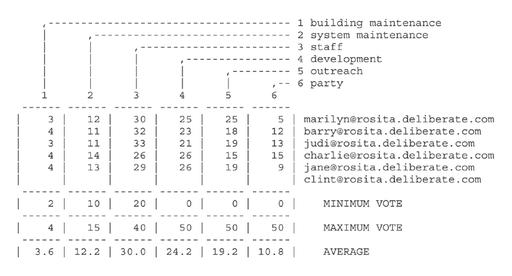 1 building maintenance
2 system maintenance
3 staff
4 development
5 outreach
6 party
1 2 3 4 5 6
| 3 | 12 | 30 | 25 | 25 | 5 | marilyn@rosita.deliberate.com
| 4 | 11 | 32 | 23 | 18 | 12 | barry@rosita.deliberate.com
| 3 | 11 | 33 | 21 | 19 | 13 | judi@rosita.deliberate.com
| 4 | 14 | 26 | 26 | 15 | 15 | charlie@rosita.deliberate.com
| 4 | 13 | 29 | 26 | 19 | 9 | jane@rosita.deliberate.com
| | | | | | | clint@rosita.deliberate.com
| 2 | 10 | 20 | 0 | 0 | 0 | MINIMUM VOTE
| 4 | 15 | 40 | 50 | 50 | 50 | MAXIMUM VOTE
| 3.6 | 12.2 | 30.0 | 24.2 | 19.2 | 10.8 | AVERAGE